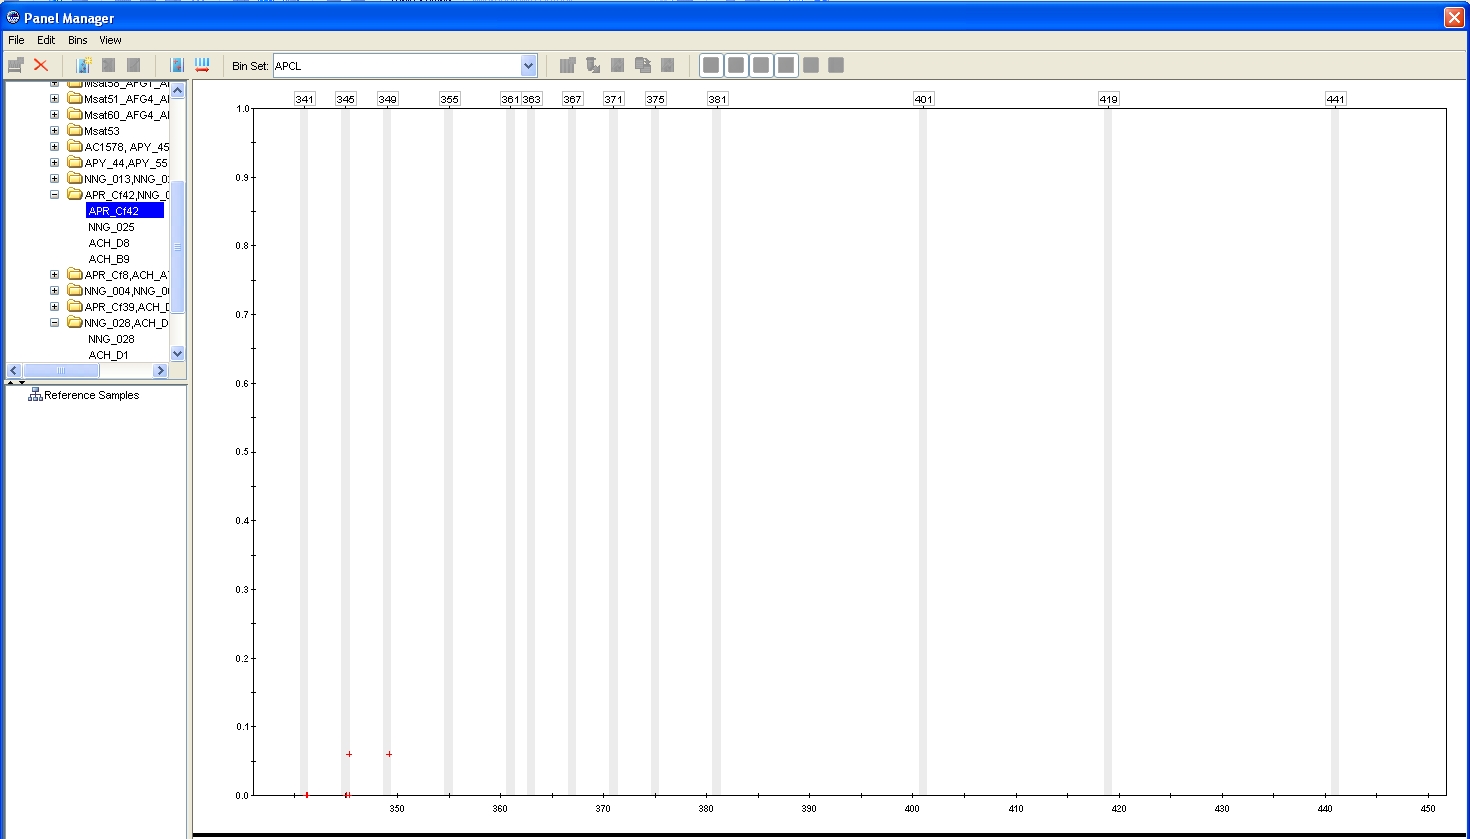 Panel Manager
File Edit Bins View
Bin Set: APCL
Msat58_AFG1_A
Msat51_AFG4_A
Msat60_AFG4_A
Msat53
AC1578, APY_45
APY_44,APY_55
NNG_013,NNG_0
APR_Cf42,NNG_0
APR_Cf42
NNG_025
ACH_D8
ACH_B9
APR_Cf8,ACH_A
NNG_004,NNG_0
APR_Cf39,ACH_D
NNG_028,ACH_D
NNG_028
ACH_D1
Reference Samples
341 345 349 355 361 363 367 371 375 381 401 419 441
1.0
0.9
0.8
0.7
0.6
0.5
0.4
0.3
0.2
0.1
0.0
350 360 370 380 390 400 410 420 430 440 450